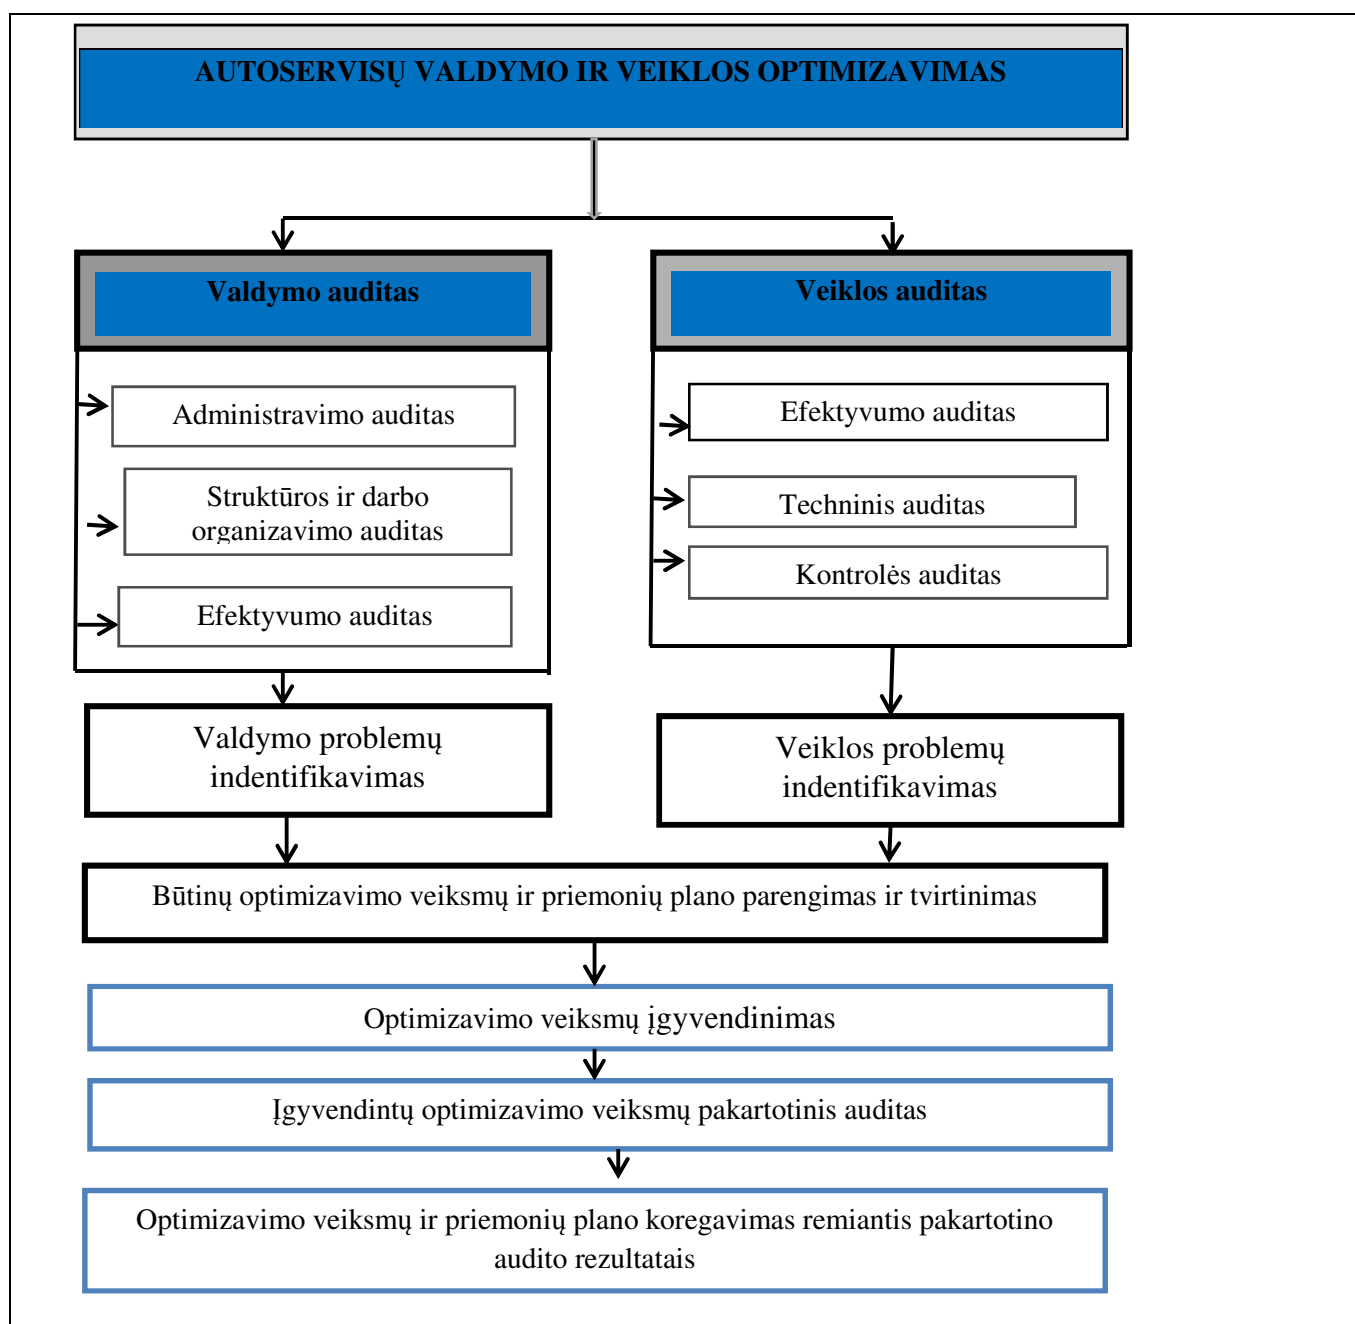 AUTOSERVISŲ VALDYMO IR VEIKLOS OPTIMIZAVIMAS
Valdymo auditas
Administravimo auditas
Struktūros ir darbo
organizavimo auditas
Efektyvumo auditas
Valdymo problemų
indentifikavimas
Veiklos auditas
Efektyvumo auditas
Techninis auditas
Kontrolės auditas
Veiklos problemų
indentifikavimas
Būtinų optimizavimo veiksmų ir priemonių plano parengimas ir tvirtinimas
Optimizavimo veiksmų įgyvendinimas
Įgyvendintų optimizavimo veiksmų pakartotinis auditas
Optimizavimo veiksmų ir priemonių plano koregavimas remiantis pakartotino
audito rezultatais